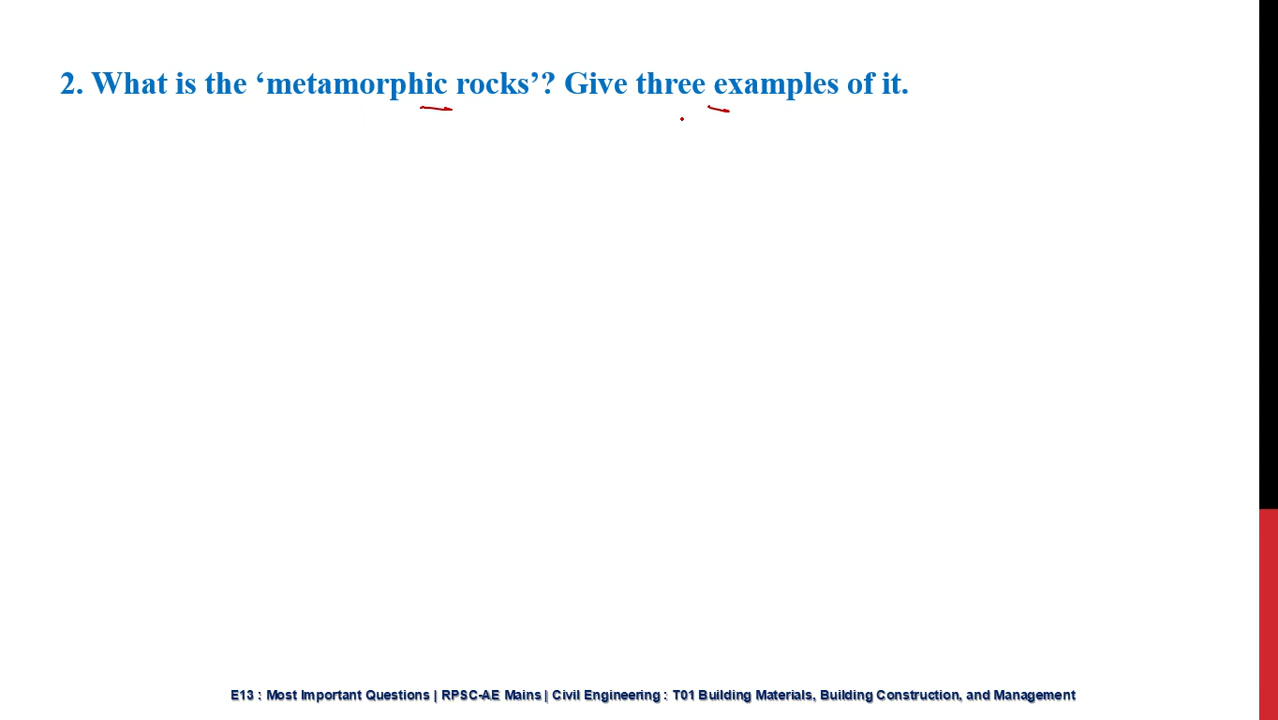 2. What is the ‘metamorphic rocks’? Give three examples of it.
E13 : Most Important Questions | RPSC-AE Mains | Civil Engineering : T01 Building Materials, Building Construction, and Management